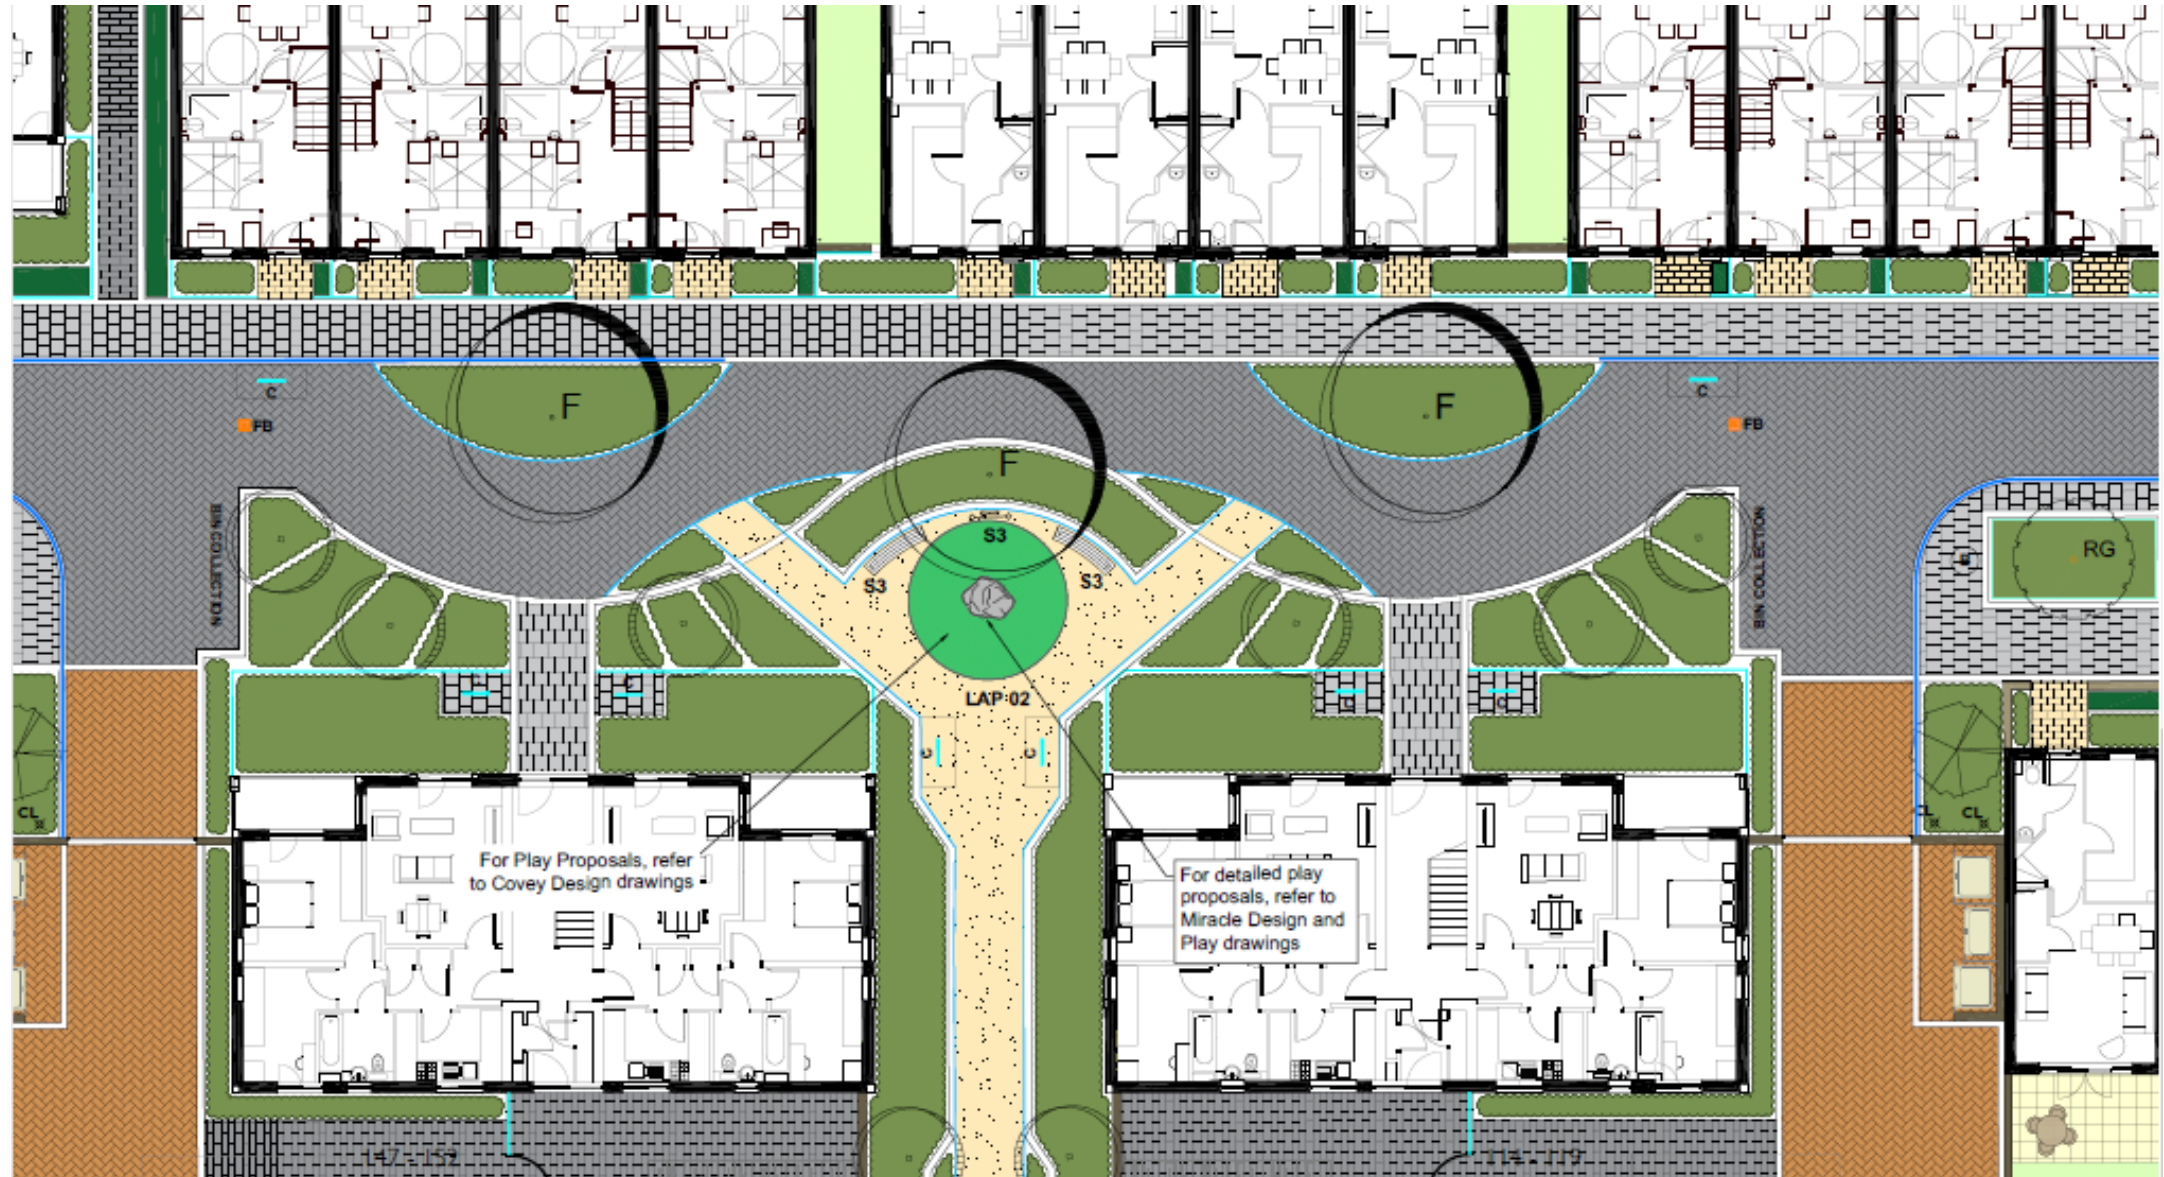 C
C
F
F
FB
FB
F
BIN COLLECTION
BIN COLLECTION
S3
S3
S3
RG
B
LAP 02
C
C
C
C
C
C
CL
CL
CL
For Play Proposals, refer
to Covey Design drawings
For detailed play
proposals, refer to
Miracle Design and
Play drawings
147 - 152
114 - 119